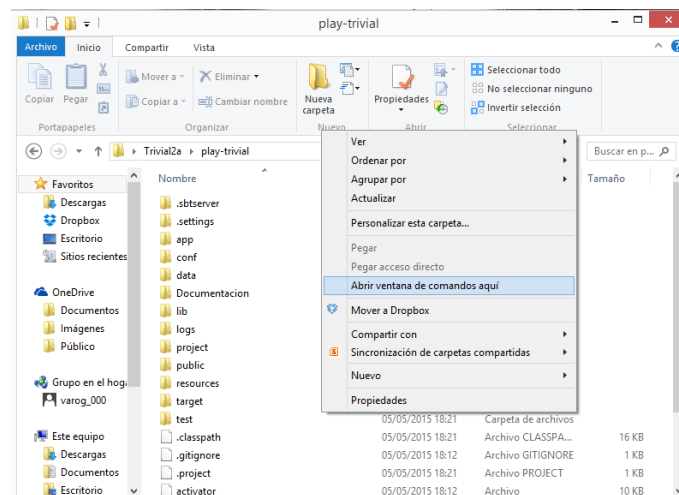 play-trivial
Archivo Inicio Compartir Vista
Copiar Pegar
Mover a
Copiar a
Eliminar
Cambiar nombre
Nueva carpeta
Propiedades
Seleccionar todo
No seleccionar ninguno
Invertir selección
Portapapeles Organizar Nuevo Abrir Seleccionar
Trivial2a play-trivial
Buscar en p...
Favoritos
Descargas
Dropbox
Escritorio
Sitios recientes
OneDrive
Documentos
Imágenes
Público
Grupo en el hoga
varog_000
Este equipo
Descargas
Documentos
Escritorio
Nombre Tamaño
.sbtserver
.settings
app
conf
data
Documentacion
lib
logs
project
public
resources
target
test 05/05/2015 18:21 Carpeta de archivos
.classpath 05/05/2015 18:21 Archivo CLASSPA... 16 KB
.gitignore 05/05/2015 18:12 Archivo GITIGNORE 1 KB
.project 05/05/2015 18:21 Archivo PROJECT 1 KB
activator 05/05/2015 18:12 Archivo 10 KB
Ver
Ordenar por
Agrupar por
Actualizar
Personalizar esta carpeta...
Pegar
Pegar acceso directo
Abrir ventana de comandos aquí
Mover a Dropbox
Compartir con
Sincronización de carpetas compartidas
Nuevo
Propiedades